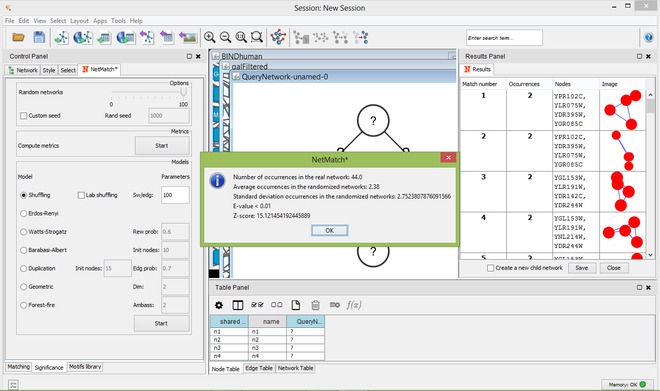 Session: New Session
File Edit View Select Layout Apps Tools Help
Enter search term...
Control Panel
Network Style Select NetMatch*
Options
Random networks
0 100
Custom seed Rand seed 1000
Metrics
Compute metrics Start
Models
Model Parameters
Shuffling Lab shuffling Sw/edg: 100
Erdos-Renyi
Watts-Strogatz Rew prob: 0.6
Barabasi-Albert Init nodes: 10
Duplication Init nodes: 15 Edg prob: 0.7
Geometric Dim: 2
Forest-fire Ambass: 2
Start
Matching Significance Motifs library
BINDhuman
galFiltered
QueryNetwork-unnamed-0
?
?
NetMatch*
Number of occurrences in the real network: 44.0
Average occurrences in the randomized networks: 2.38
Standard deviation occurrences in the randomized networks: 2.7523807876091566
E-value < 0.01
Z-score: 15.121454192445889
OK
Results Panel
Results
Match number Occurrences Nodes Image
1 2 YPR102C,
YLR075W,
YDR395W,
YGR085C
2 2 YPR102C,
YDR395W,
YLR075W,
YGR085C
3 2 YGL153W,
YLR191W,
YNR142C,
YDR244W
4 2 YGL153W,
YLR191W,
YNL214W,
YDR244W
5 2 YGL153W,
Create a new child network Save Close
Table Panel
f(x)
shared ... name QueryN...
n1 n1 ?
n2 n2 ?
n3 n3 ?
n4 n4 ?
Node Table Edge Table Network Table
Memory: OK